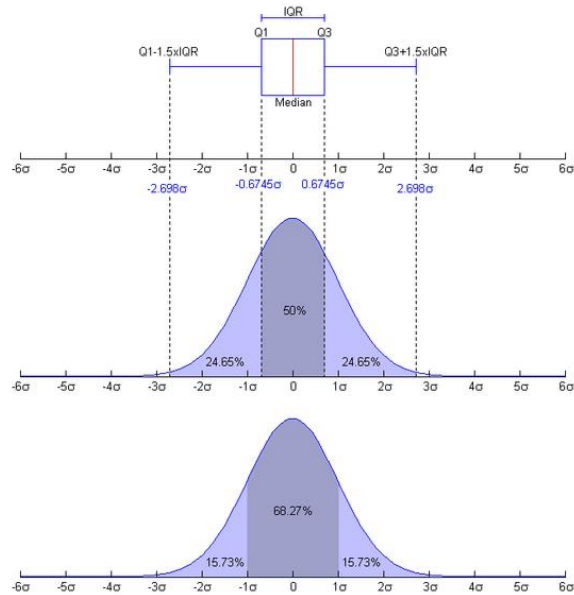 IQR
Q1 Q3
Q1-1.5xIQR Q3+1.5xIQR
Median
-6σ -5σ -4σ -3σ -2σ -1σ 0 1σ 2σ 3σ 4σ 5σ 6σ
-2.698σ -0.6745σ 0.6745σ 2.698σ
50%
24.65% 24.65%
-6σ -5σ -4σ -3σ -2σ -1σ 0 1σ 2σ 3σ 4σ 5σ 6σ
68.27%
15.73% 15.73%
-6σ -5σ -4σ -3σ -2σ -1σ 0 1σ 2σ 3σ 4σ 5σ 6σ